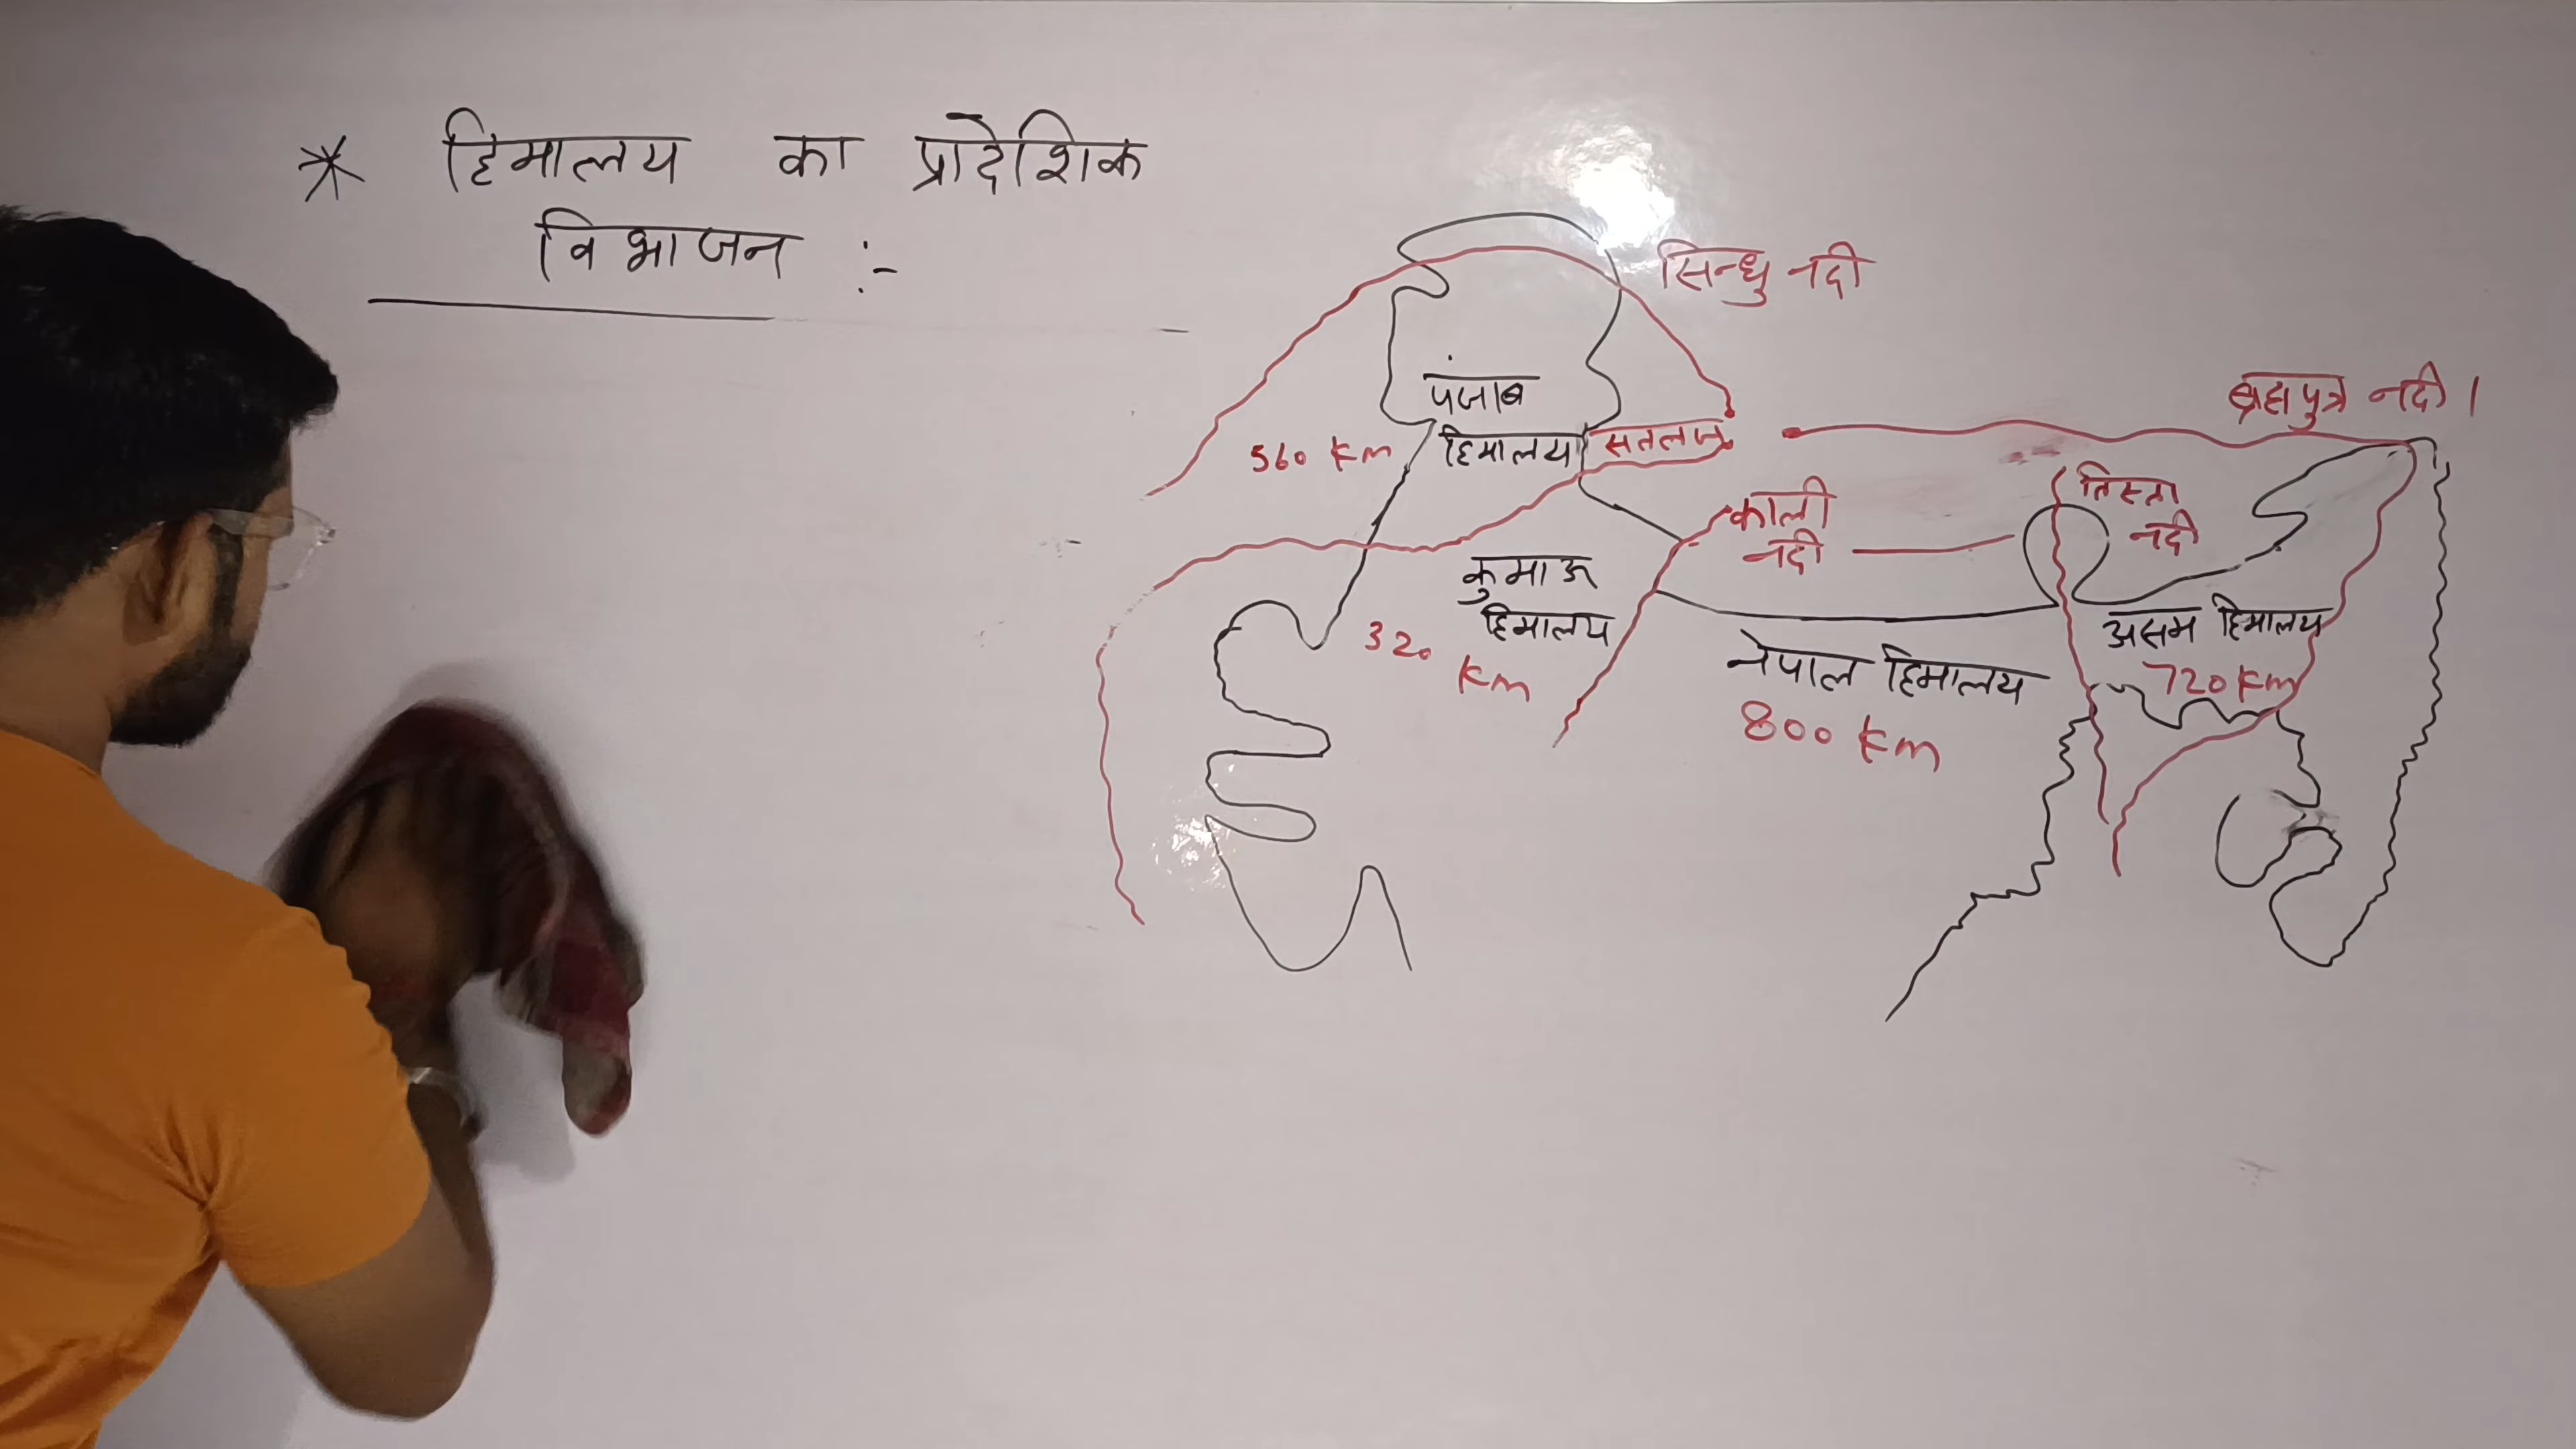 * हिमालय का प्रादेशिक
विभाजन :-
सिन्धु नदी
पंजाब
हिमालय
560 km
सतलज
ब्रह्मपुत्र नदी।
काली
नदी
तिस्ता
नदी
कुमाऊ
हिमालय
320
km
नेपाल हिमालय
800 km
असम हिमालय
720 km